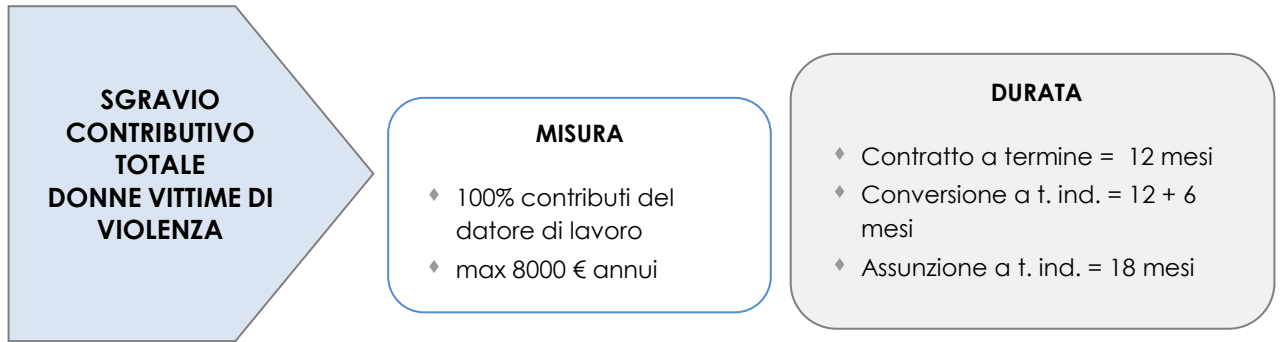 SGRAVIO
CONTRIBUTIVO
TOTALE
DONNE VITTIME DI
VIOLENZA
MISURA
♦ 100% contributi del
datore di lavoro
♦ max 8000 € annui
DURATA
♦ Contratto a termine = 12 mesi
♦ Conversione a t. ind. = 12 + 6
mesi
♦ Assunzione a t. ind. = 18 mesi